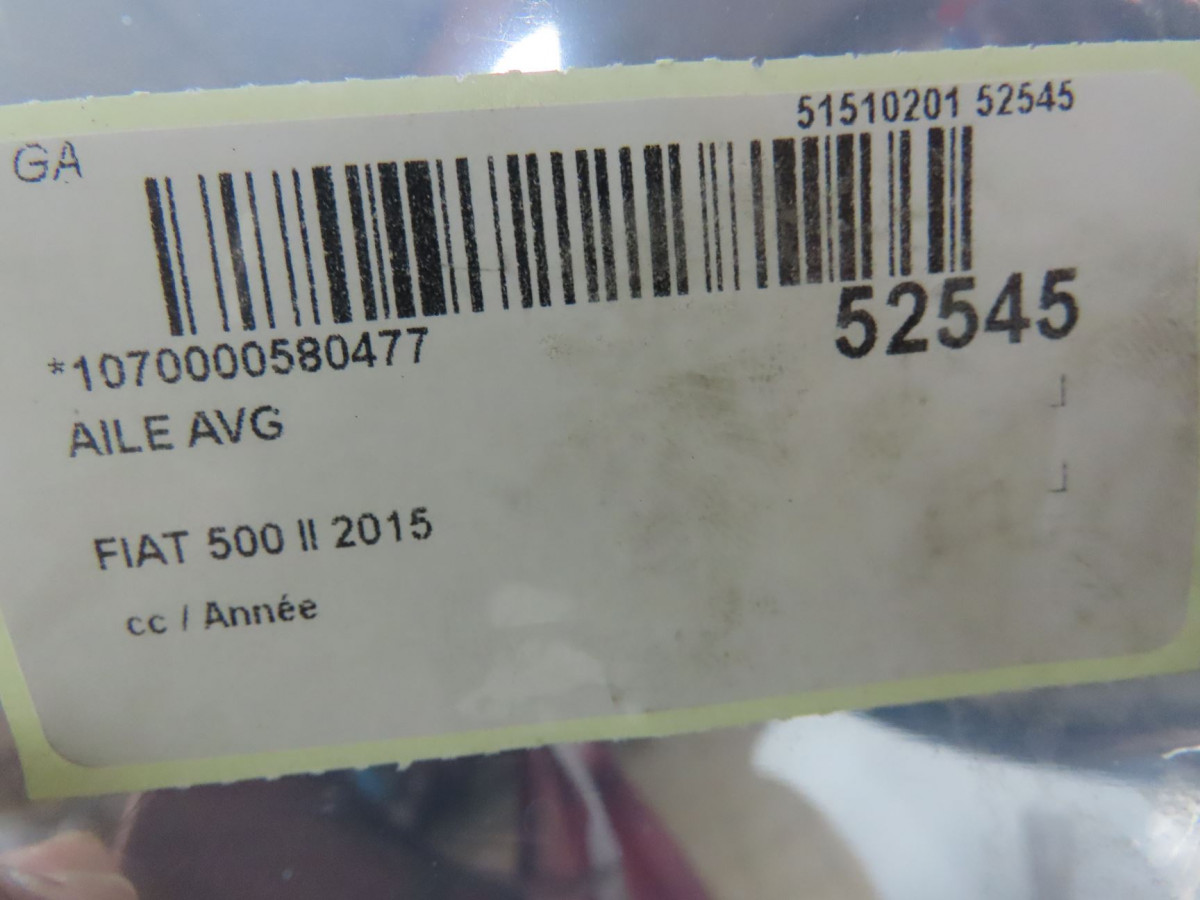 51510201 52545
GA
52545
*1070000580477
AILE AVG
FIAT 500 II 2015
cc / Année